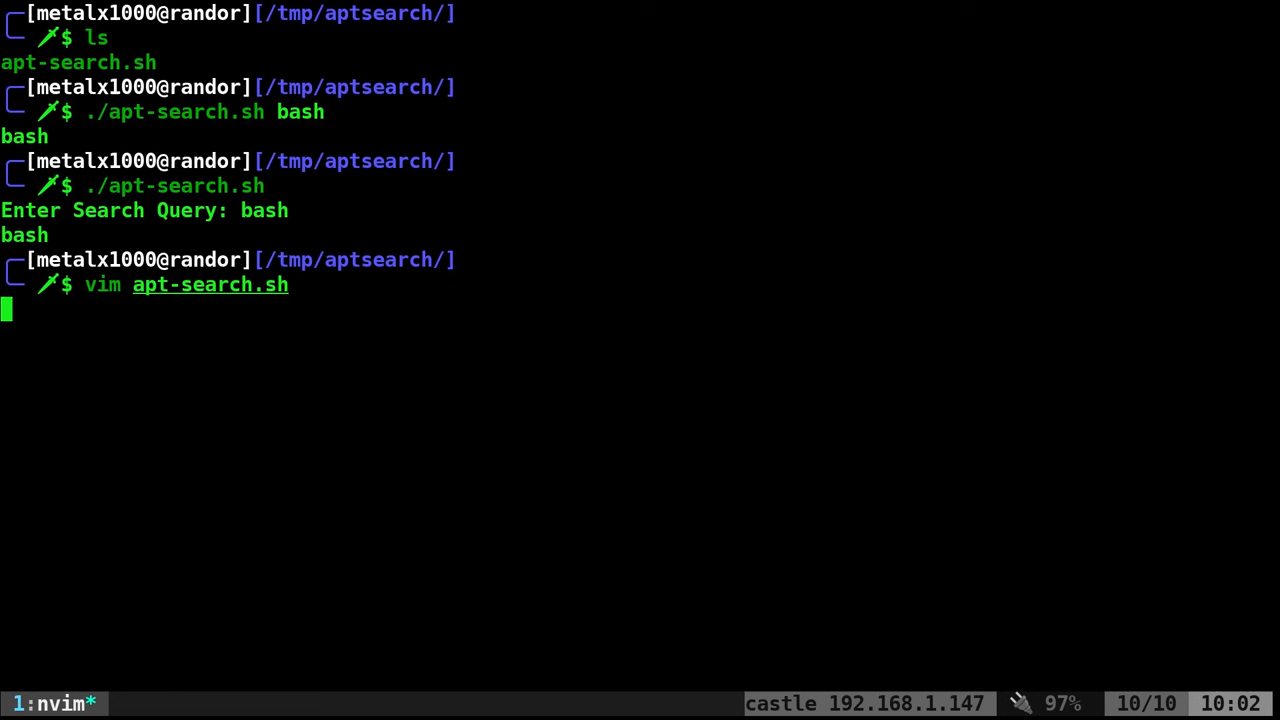 [metalx1000@randor][/tmp/aptsearch/]
$ ls
apt-search.sh
[metalx1000@randor][/tmp/aptsearch/]
$ ./apt-search.sh bash
bash
[metalx1000@randor][/tmp/aptsearch/]
$ ./apt-search.sh
Enter Search Query: bash
bash
[metalx1000@randor][/tmp/aptsearch/]
$ vim apt-search.sh
1:nvim* castle 192.168.1.147 97% 10/10 10:02